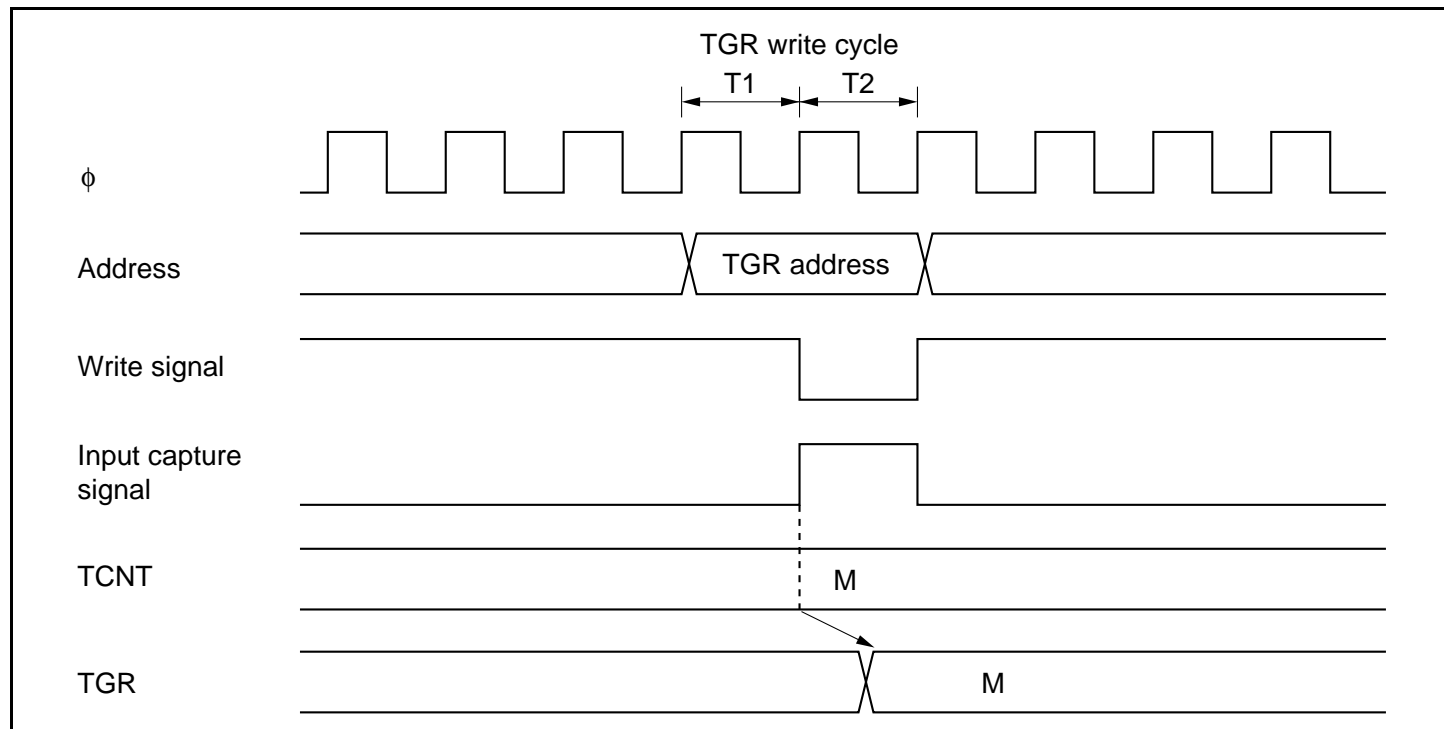 TGR write cycle
T1 T2
ϕ
Address
TGR address
Write signal
Input capture
signal
TCNT
M
TGR
M